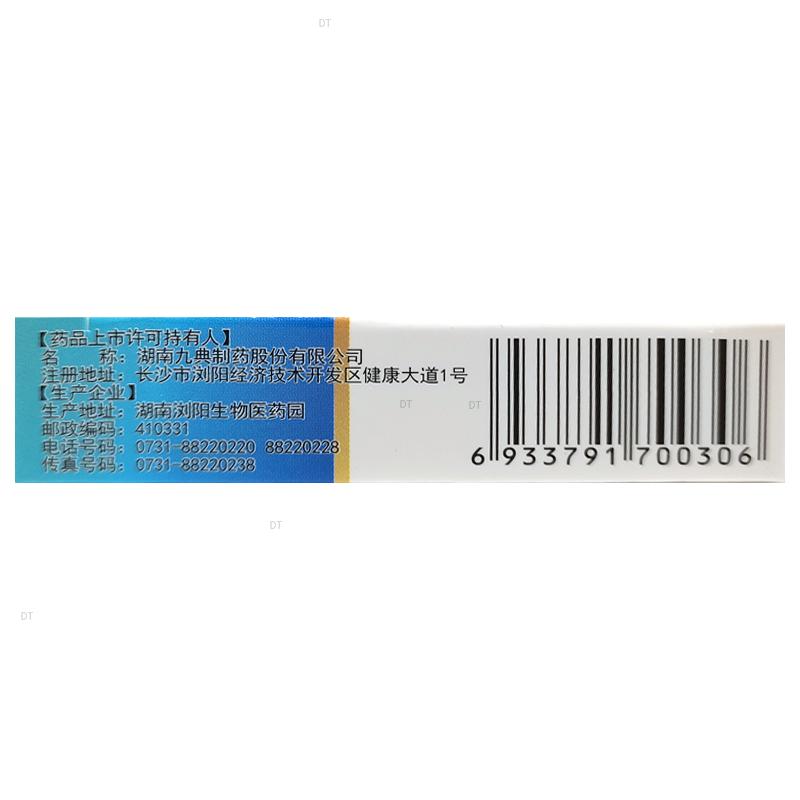 DT
【药品上市许可持有人】
名　　称：湖南九典制药股份有限公司
注册地址：长沙市浏阳经济技术开发区健康大道1号
【生产企业】
生产地址：湖南浏阳生物医药园
邮政编码：410331
电话号码：0731-88220220 88220228
传真号码：0731-88220238
DT
DT
6 933791 700306
DT
DT